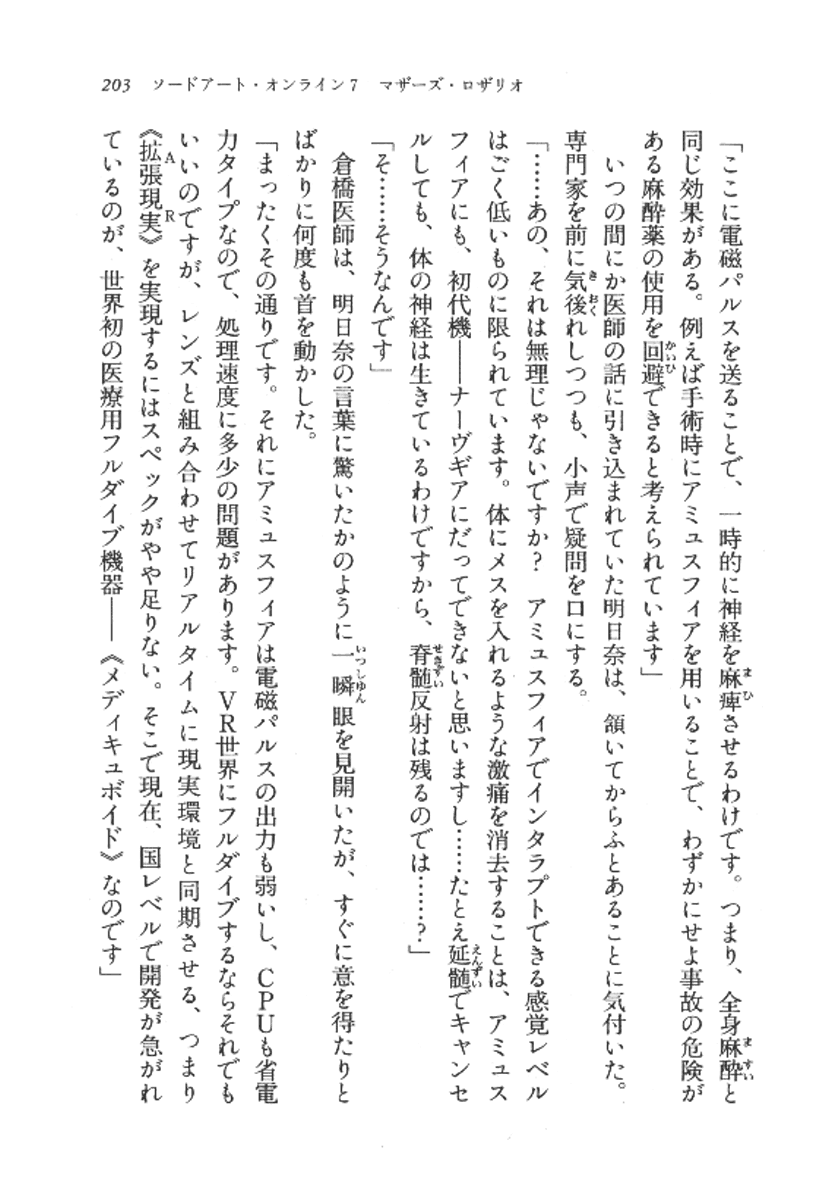 203 ソードアート・オンライン7 マザーズ・ロザリオ
「ここに電磁パルスを送ることで、一時的に神経を麻痺させるわけです。つまり、全身麻酔と
同じ効果がある。例えば手術時にアミュスフィアを用いることで、わずかにせよ事故の危険が
ある麻酔薬の使用を回避できると考えられています」
いつの間にか医師の話に引き込まれていた明日奈は、頷いてからふとあることに気付いた。
専門家を前に気後れしつつも、小声で疑問を口にする。
「……あの、それは無理じゃないですか? アミュスフィアでインタラプトできる感覚レベル
はごく低いものに限られています。体にメスを入れるような激痛を消去することは、アミュス
フィアにも、初代機――ナーヴギアにだってできないと思いますし……たとえ延髄でキャンセ
ルしても、体の神経は生きているわけですから、脊髄反射は残るのでは……?」
「そ……そうなんです」
倉橋医師は、明日奈の言葉に驚いたかのように一瞬眼を見開いたが、すぐに意を得たりと
ばかりに何度も首を動かした。
「まったくその通りです。それにアミュスフィアは電磁パルスの出力も弱いし、CPUも省電
力タイプなので、処理速度に多少の問題があります。VR世界にフルダイブするならそれでも
いいのですが、レンズと組み合わせてリアルタイムに現実環境と同期させる、つまり
《拡張現実》を実現するにはスペックがやや足りない。そこで現在、国レベルで開発が急がれ
ているのが、世界初の医療用フルダイブ機器――《メディキュボイド》なのです」